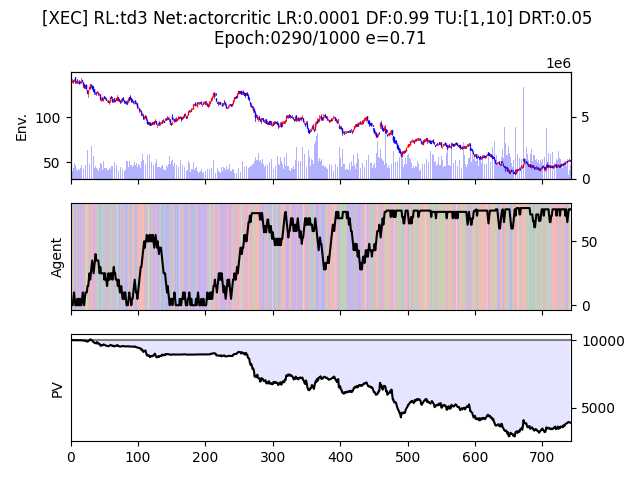 [XEC] RL:td3 Net:actorcritic LR:0.0001 DF:0.99 TU:[1,10] DRT:0.05
Epoch:0290/1000 e=0.71
1e6
Env.
100
50
5
0
Agent
50
0
PV
10000
5000
0 100 200 300 400 500 600 700